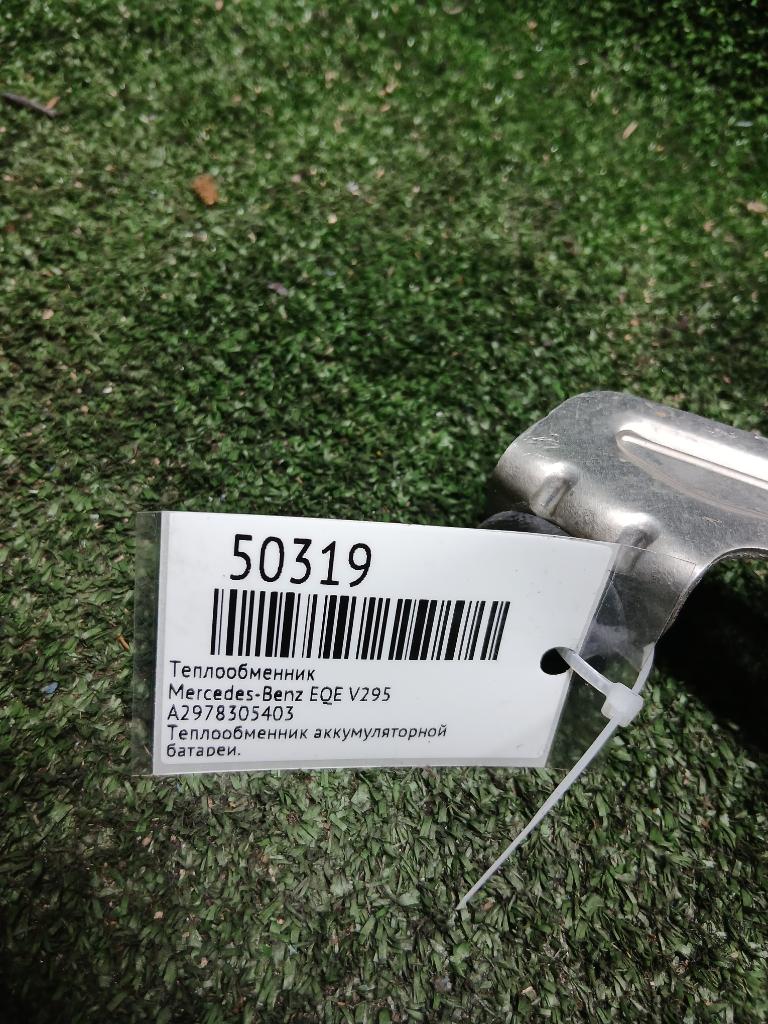 50319
Теплообменник
Mercedes-Benz EQE V295
A2978305403
Теплообменник аккумуляторной
батареи.